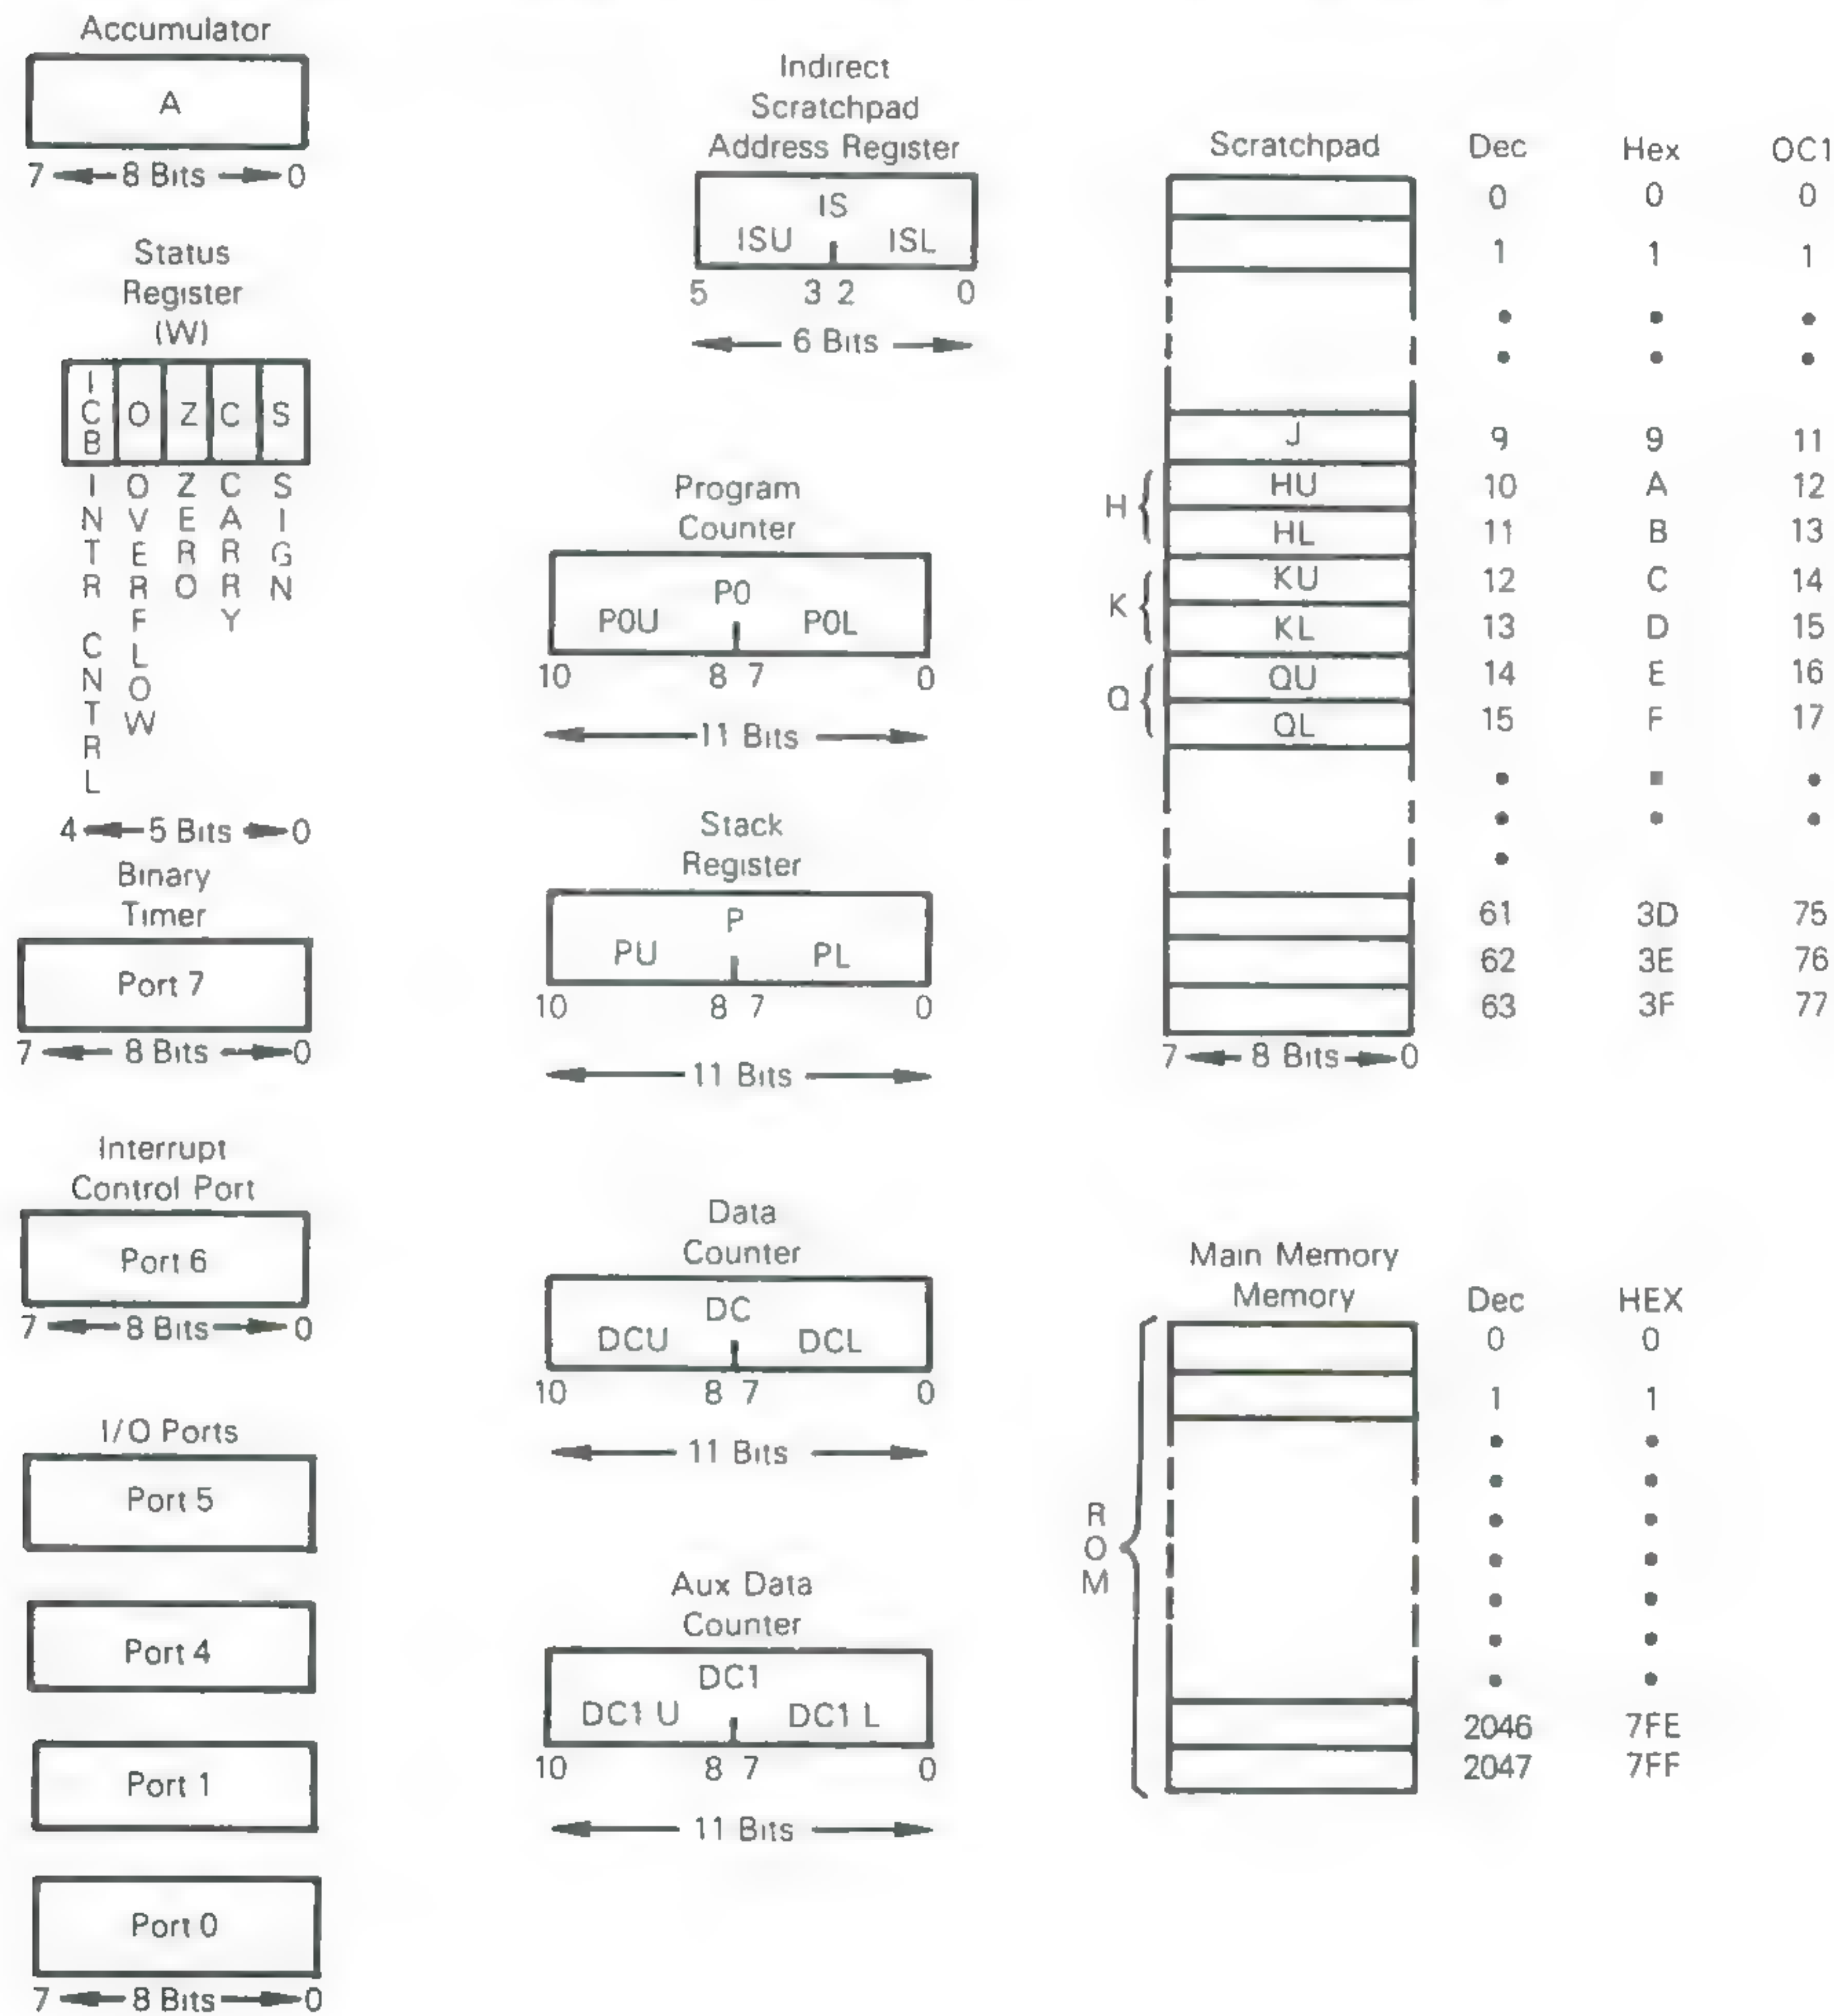 Accumulator
A
7 8 Bits 0
Status
Register
(W)
ICB O Z C S
INTR CNTRL
OVERFLOW
ZERO
CARRY
SIGN
4 5 Bits 0
Binary
Timer
Port 7
7 8 Bits 0
Interrupt
Control Port
Port 6
7 8 Bits 0
I/O Ports
Port 5
Port 4
Port 1
Port 0
7 8 Bits 0
Indirect
Scratchpad
Address Register
IS
ISU ISL
5 3 2 0
6 Bits
Program
Counter
P0
P0U P0L
10 8 7 0
11 Bits
Stack
Register
P
PU PL
10 8 7 0
11 Bits
Data
Counter
DC
DCU DCL
10 8 7 0
11 Bits
Aux Data
Counter
DC1
DC1 U DC1 L
10 8 7 0
11 Bits
Scratchpad Dec Hex OC1
0 0 0
1 1 1
J 9 9 11
H
HU 10 A 12
HL 11 B 13
K
KU 12 C 14
KL 13 D 15
Q
QU 14 E 16
QL 15 F 17
61 3D 75
62 3E 76
63 3F 77
7 8 Bits 0
Main Memory
Memory Dec HEX
0 0
1 1
ROM
2046 7FE
2047 7FF